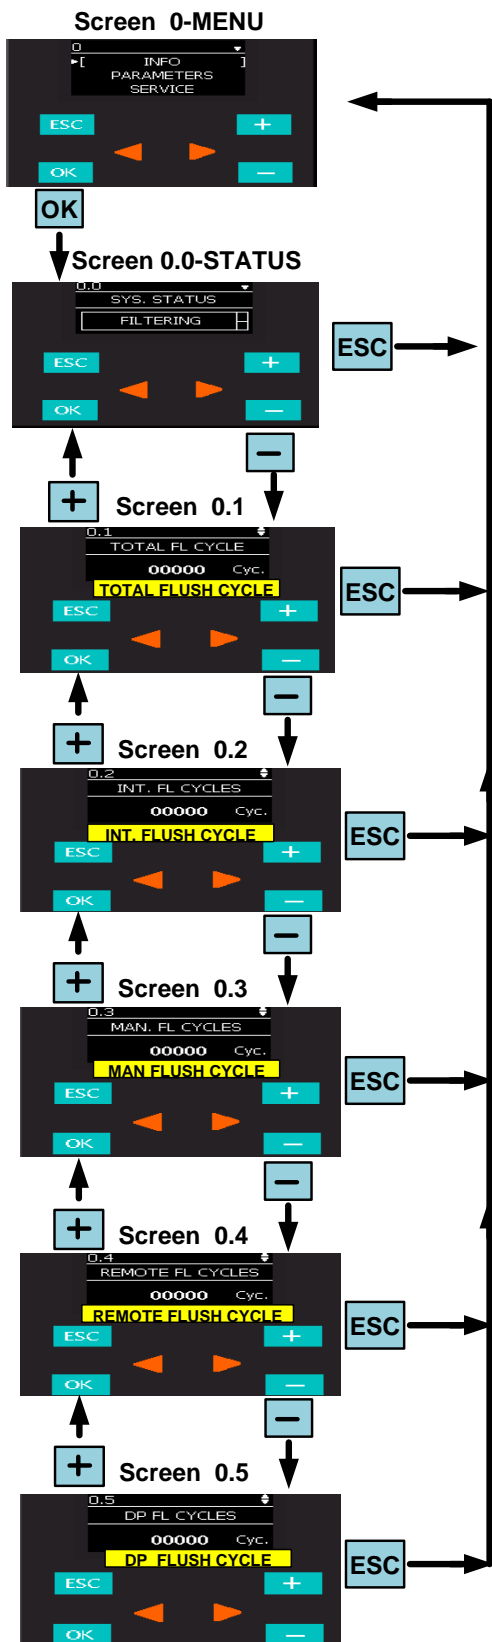 Screen 0-MENU
0
►[ INFO ]
PARAMETERS
SERVICE
ESC +
OK −
OK
Screen 0.0-STATUS
0.0
SYS. STATUS
FILTERING
ESC
ESC +
OK −
−
+ Screen 0.1
0.1
TOTAL FL CYCLE
00000 Cyc.
TOTAL FLUSH CYCLE
ESC
ESC +
OK −
−
+ Screen 0.2
0.2
INT. FL CYCLES
00000 Cyc.
INT. FLUSH CYCLE
ESC
ESC +
OK −
−
+ Screen 0.3
0.3
MAN. FL CYCLES
00000 Cyc.
MAN FLUSH CYCLE
ESC
ESC +
OK −
−
+ Screen 0.4
0.4
REMOTE FL CYCLES
00000 Cyc.
REMOTE FLUSH CYCLE
ESC
ESC +
OK −
−
+ Screen 0.5
0.5
DP FL CYCLES
00000 Cyc.
DP FLUSH CYCLE
ESC
ESC +
OK −